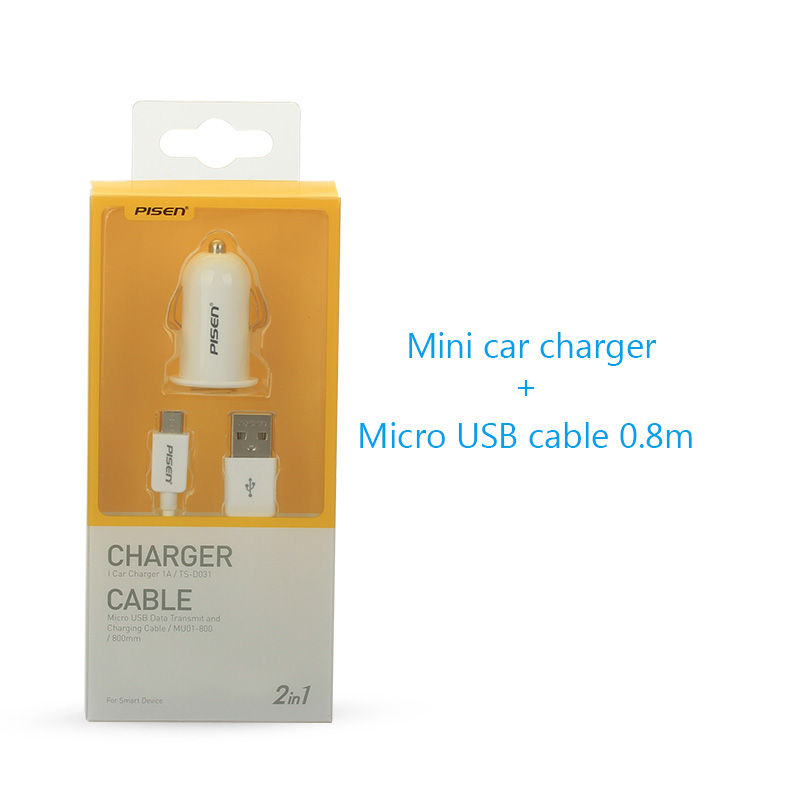 PISEN®
PISEN®
PISEN
Mini car charger
+
Micro USB cable 0.8m
CHARGER
I Car Charger 1A / TS-D031
CABLE
Micro USB Data Transmit and
Charging Cable / MU01-800
/ 800mm
For Smart Device
2in1